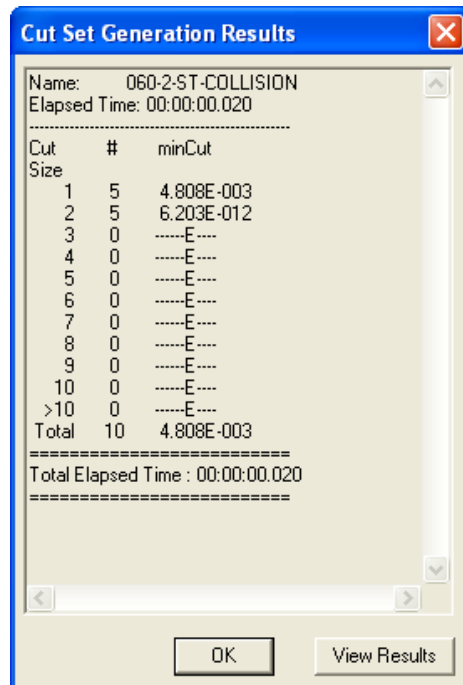 Cut Set Generation Results
Name: 060-2-ST-COLLISION
Elapsed Time: 00:00:00.020
--------------------------------------------------
Cut # minCut
Size
1 5 4.808E-003
2 5 6.203E-012
3 0 ------E----
4 0 ------E----
5 0 ------E----
6 0 ------E----
7 0 ------E----
8 0 ------E----
9 0 ------E----
10 0 ------E----
>10 0 ------E----
Total 10 4.808E-003
==========================
Total Elapsed Time : 00:00:00.020
==========================
OK
View Results